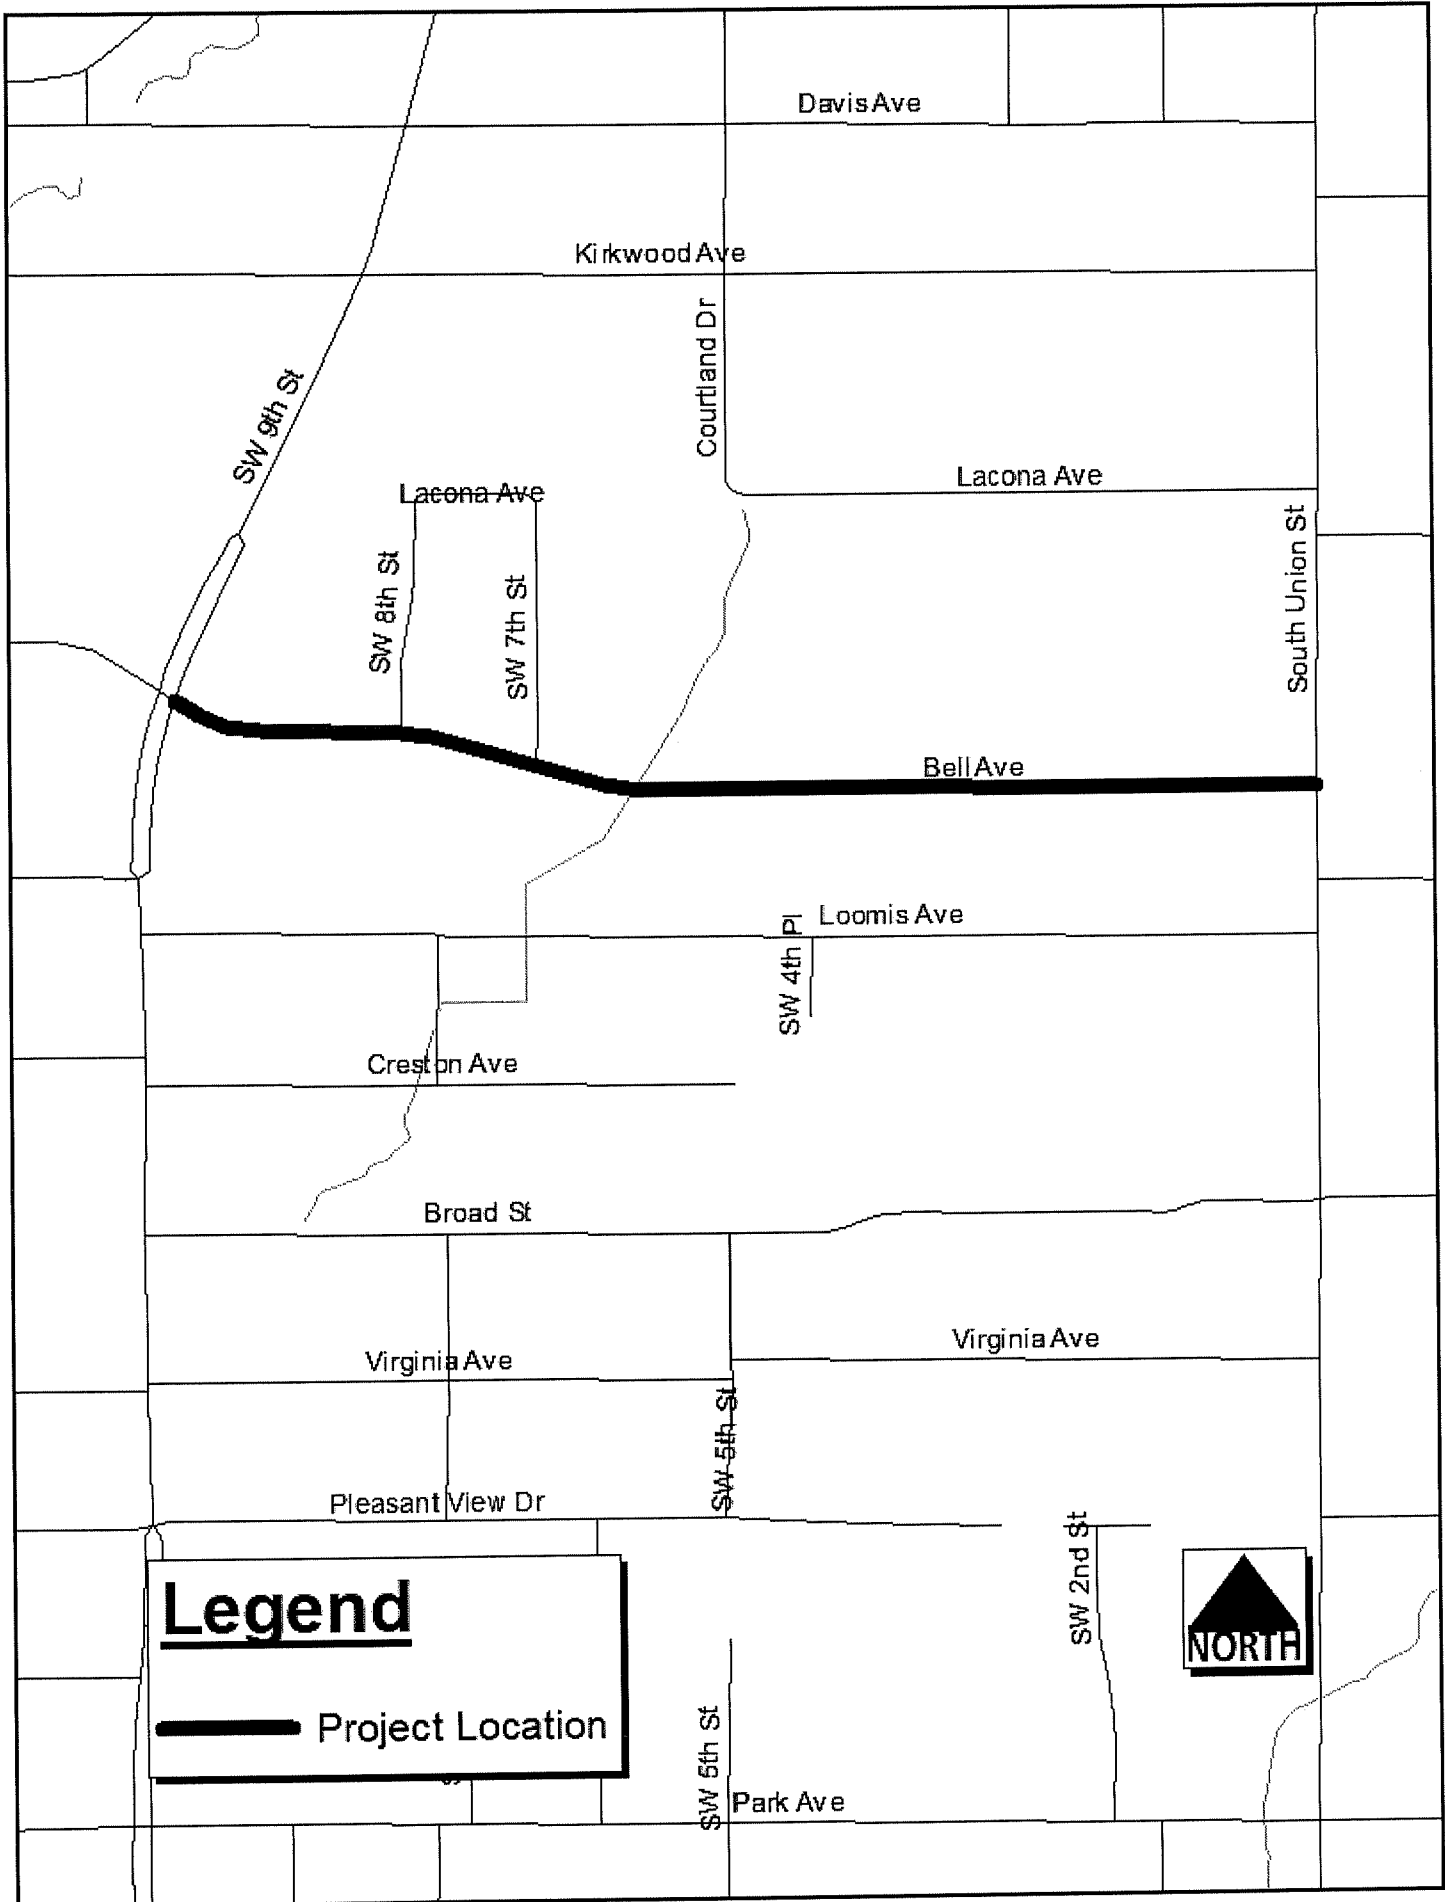 Davis Ave
Kirkwood Ave
Courtland Dr
SW 9th St
Lacona Ave
Lacona Ave
South Union St
SW 8th St
SW 7th St
Bell Ave
Loomis Ave
SW 4th Pl
Creston Ave
Broad St
Virginia Ave
Virginia Ave
SW 5th St
Pleasant View Dr
SW 2nd St
Legend
NORTH
Project Location
SW 5th St
Park Ave